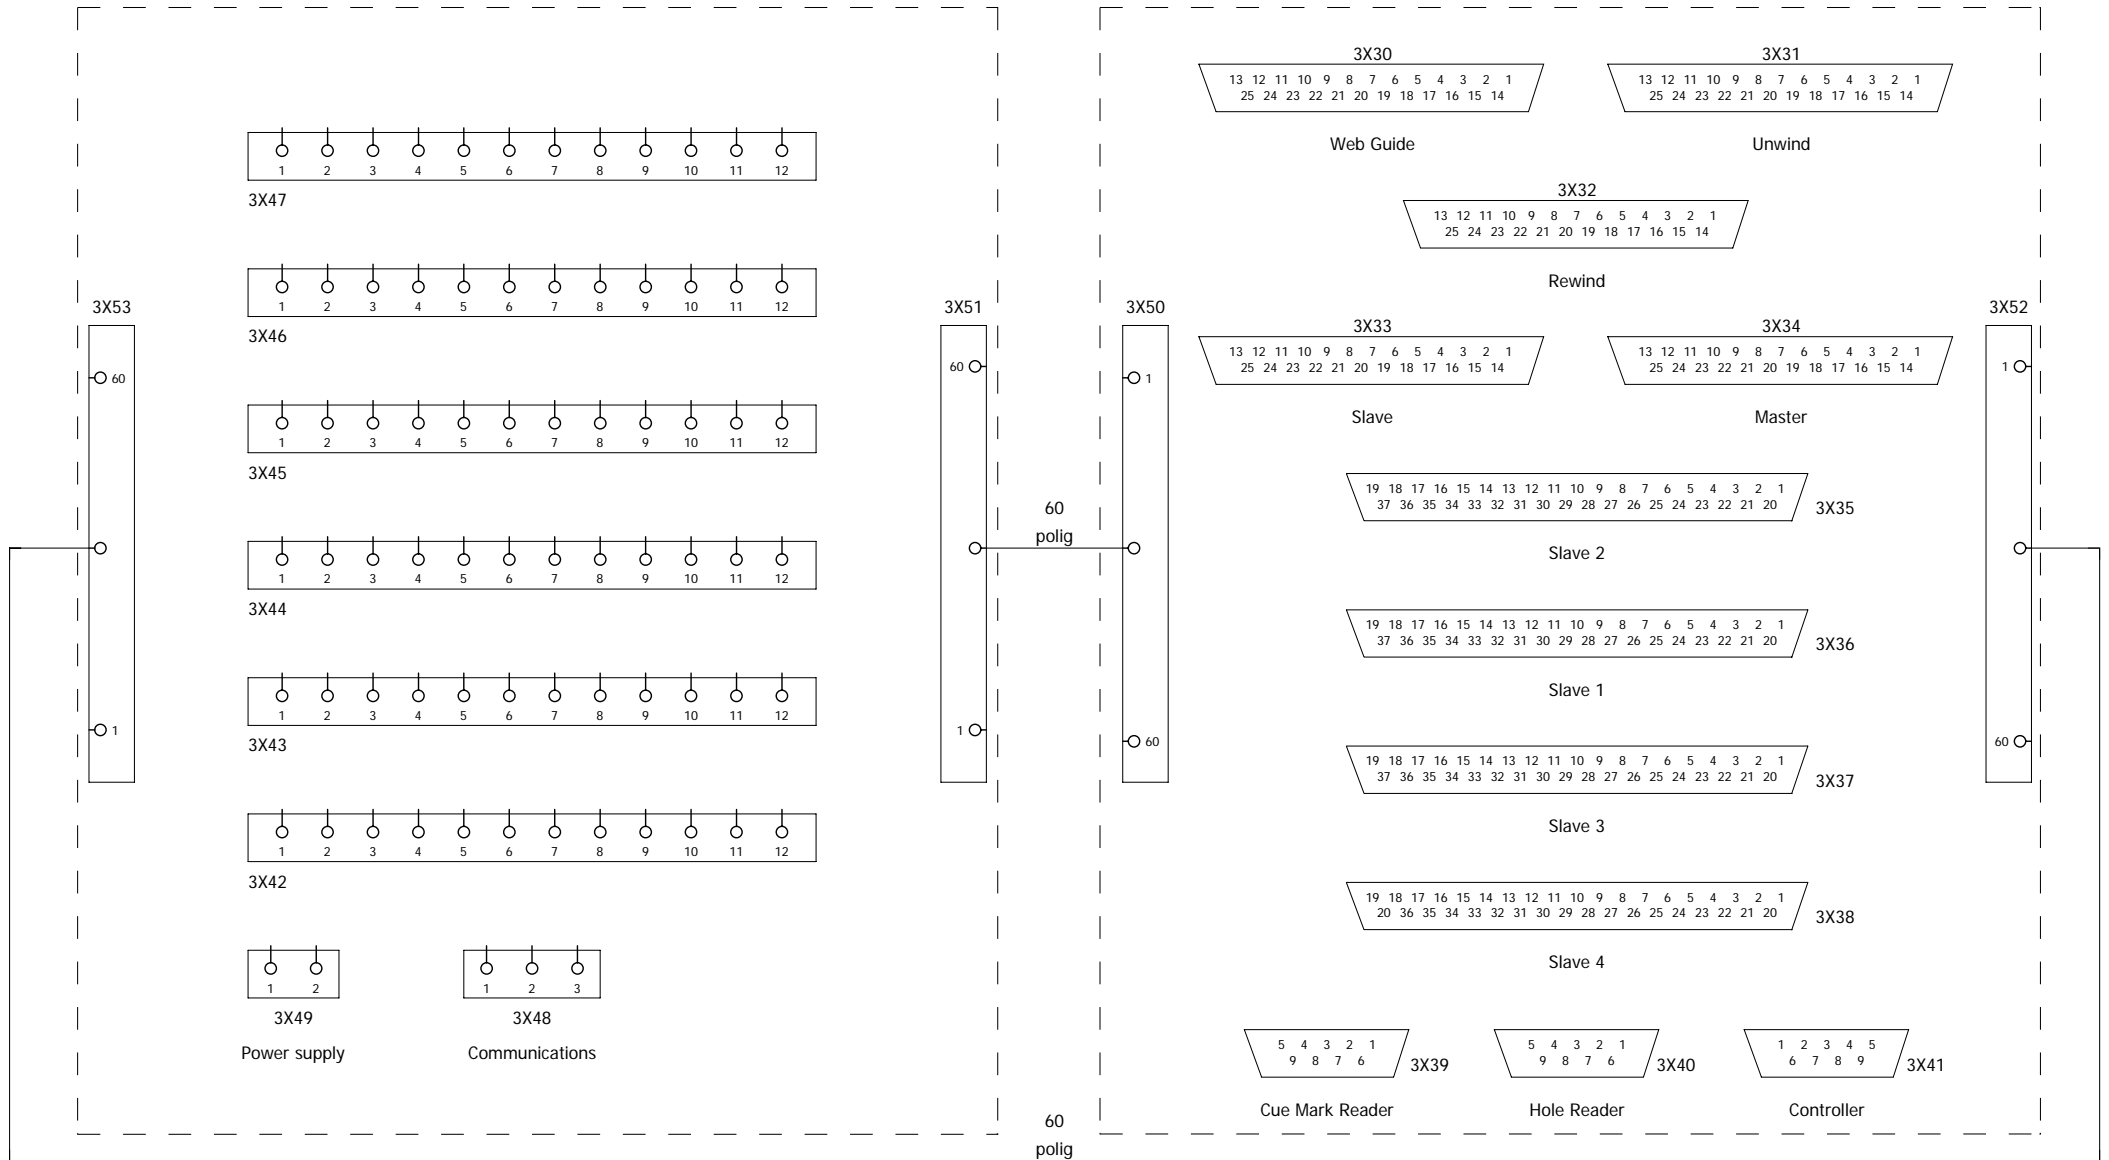 3X47
1 2 3 4 5 6 7 8 9 10 11 12
3X46
1 2 3 4 5 6 7 8 9 10 11 12
3X45
1 2 3 4 5 6 7 8 9 10 11 12
3X44
1 2 3 4 5 6 7 8 9 10 11 12
3X43
1 2 3 4 5 6 7 8 9 10 11 12
3X42
1 2 3 4 5 6 7 8 9 10 11 12
3X53
60
1
3X51
60
1
1 2
3X49
Power supply
1 2 3
3X48
Communications
60
polig
60
polig
3X50
1
60
3X30
13 12 11 10 9 8 7 6 5 4 3 2 1
25 24 23 22 21 20 19 18 17 16 15 14
Web Guide
3X31
13 12 11 10 9 8 7 6 5 4 3 2 1
25 24 23 22 21 20 19 18 17 16 15 14
Unwind
3X32
13 12 11 10 9 8 7 6 5 4 3 2 1
25 24 23 22 21 20 19 18 17 16 15 14
Rewind
3X33
13 12 11 10 9 8 7 6 5 4 3 2 1
25 24 23 22 21 20 19 18 17 16 15 14
Slave
3X34
13 12 11 10 9 8 7 6 5 4 3 2 1
25 24 23 22 21 20 19 18 17 16 15 14
Master
3X52
1
60
19 18 17 16 15 14 13 12 11 10 9 8 7 6 5 4 3 2 1
37 36 35 34 33 32 31 30 29 28 27 26 25 24 23 22 21 20
3X35
Slave 2
19 18 17 16 15 14 13 12 11 10 9 8 7 6 5 4 3 2 1
37 36 35 34 33 32 31 30 29 28 27 26 25 24 23 22 21 20
3X36
Slave 1
19 18 17 16 15 14 13 12 11 10 9 8 7 6 5 4 3 2 1
37 36 35 34 33 32 31 30 29 28 27 26 25 24 23 22 21 20
3X37
Slave 3
19 18 17 16 15 14 13 12 11 10 9 8 7 6 5 4 3 2 1
20 36 35 34 33 32 31 30 29 28 27 26 25 24 23 22 21 20
3X38
Slave 4
5 4 3 2 1
9 8 7 6
3X39
Cue Mark Reader
5 4 3 2 1
9 8 7 6
3X40
Hole Reader
1 2 3 4 5
6 7 8 9
3X41
Controller